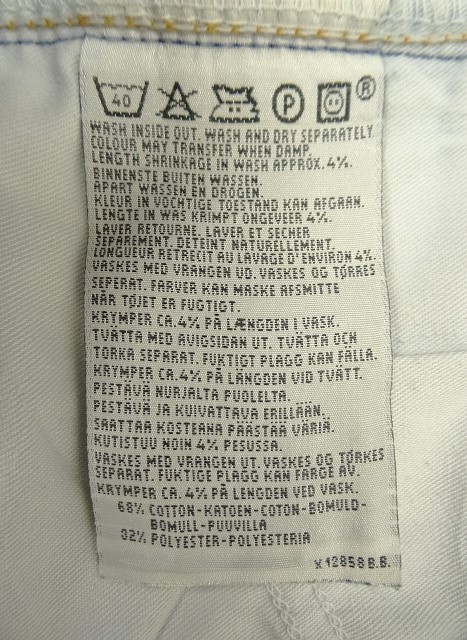 40 P ®
WASH INSIDE OUT. WASH AND DRY SEPARATELY
COLOUR MAY TRANSFER WHEN DAMP.
LENGTH SHRINKAGE IN WASH APPROX. 4%.
BINNENSTE BUITEN WASSEN.
APART WASSEN EN DROGEN.
KLEUR IN VOCHTIGE TOESTAND KAN AFGAAN.
LENGTE IN WAS KRIMPT ONGEVEER 4%.
LAVER RETOURNE. LAVER ET SECHER
SEPAREMENT. DETEINT NATURELLEMENT.
LONGUEUR RETRECIT AU LAVAGE D'ENVIRON 4%.
VASKES MED VRANGEN UD. VASKES OG TØRRES
SEPERAT. FARVER KAN MASKE AFSMITTE
NÅR TØJET ER FUGTIGT.
KRYMPER CA.4% PÅ LÆNGDEN I VASK.
TVÄTTA MED AVIGSIDAN UT. TVÄTTA OCH
TORKA SEPARAT. FUKTIGT PLAGG KAN FÄLLA.
KRYMPER CA.4% PÅ LÄNGDEN VID TVÄTT.
PESTÄVÄ NURJALTA PUOLELTA.
PESTÄVÄ JA KUIVATTAVA ERILLÄÄN.
SAATTAA KOSTEANA PÄÄSTÄÄ VÄRIÄ.
KUTISTUU NOIN 4% PESUSSA.
VASKES MED VRANGEN UT. VASKES OG TØRKES
SEPARAT. FUKTIGE PLAGG KAN FARGE AV.
KRYMPER CA. 4% PÅ LENGDEN VED VASK.
68% COTTON-KATOEN-COTON-BOMULD-
BOMULL-PUUVILLA
32% POLYESTER-POLYESTERIA
X12858 B.B.